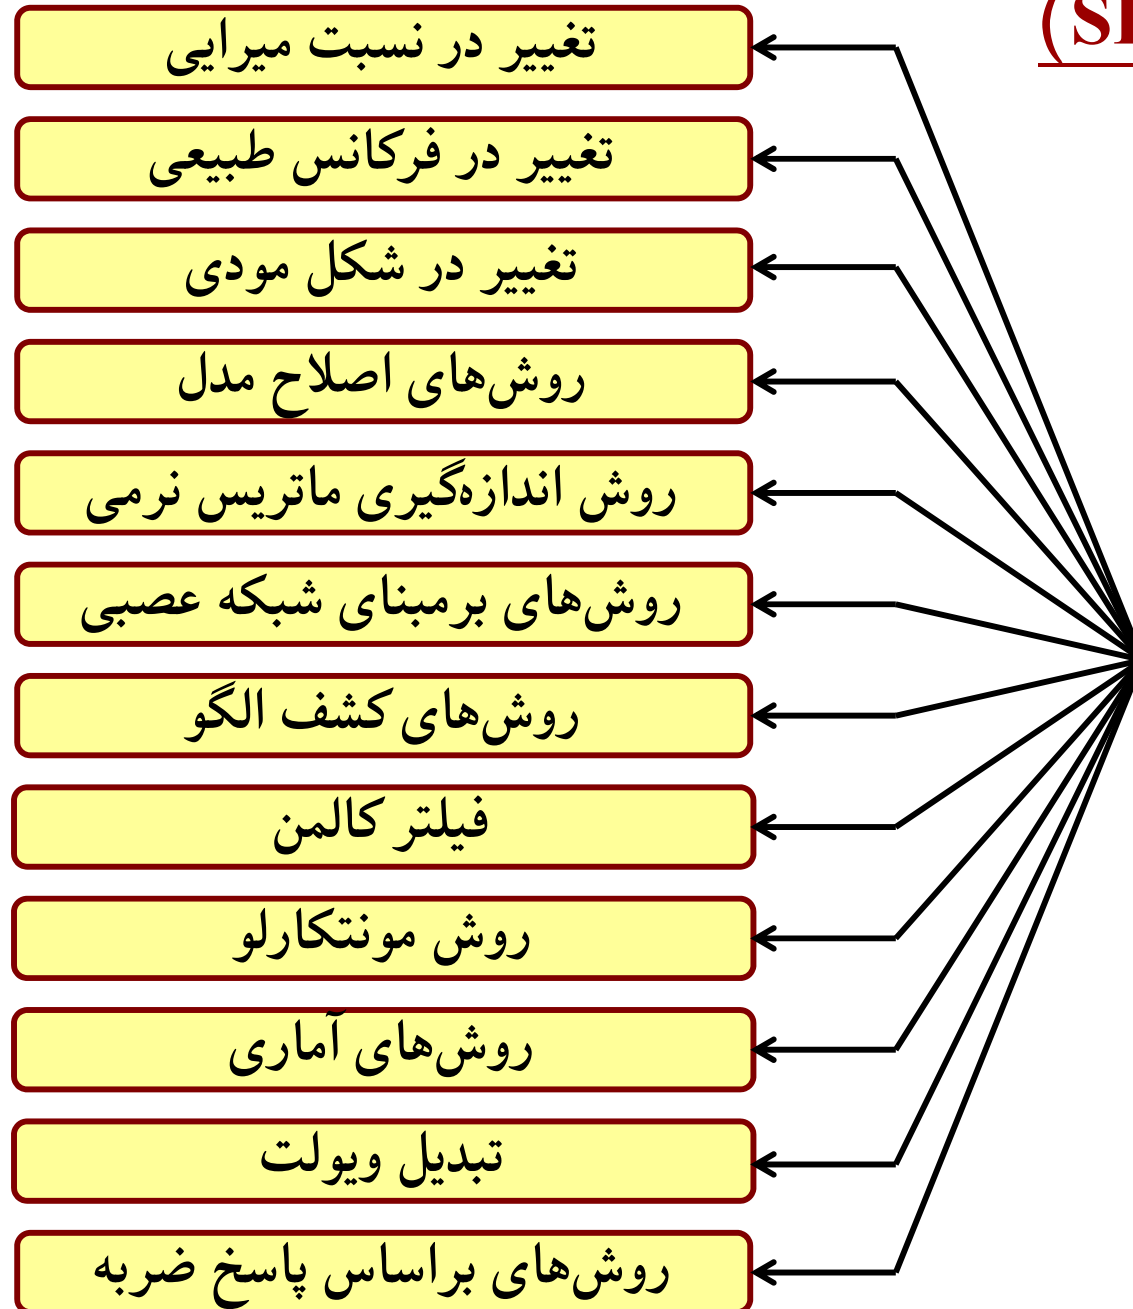 (SI
تغییر در نسبت میرایی
تغییر در فرکانس طبیعی
تغییر در شکل مودی
روش‌های اصلاح مدل
روش اندازه‌گیری ماتریس نرمی
روش‌های برمبنای شبکه عصبی
روش‌های کشف الگو
فیلتر کالمن
روش مونتکارلو
روش‌های آماری
تبدیل ویولت
روش‌های براساس پاسخ ضربه